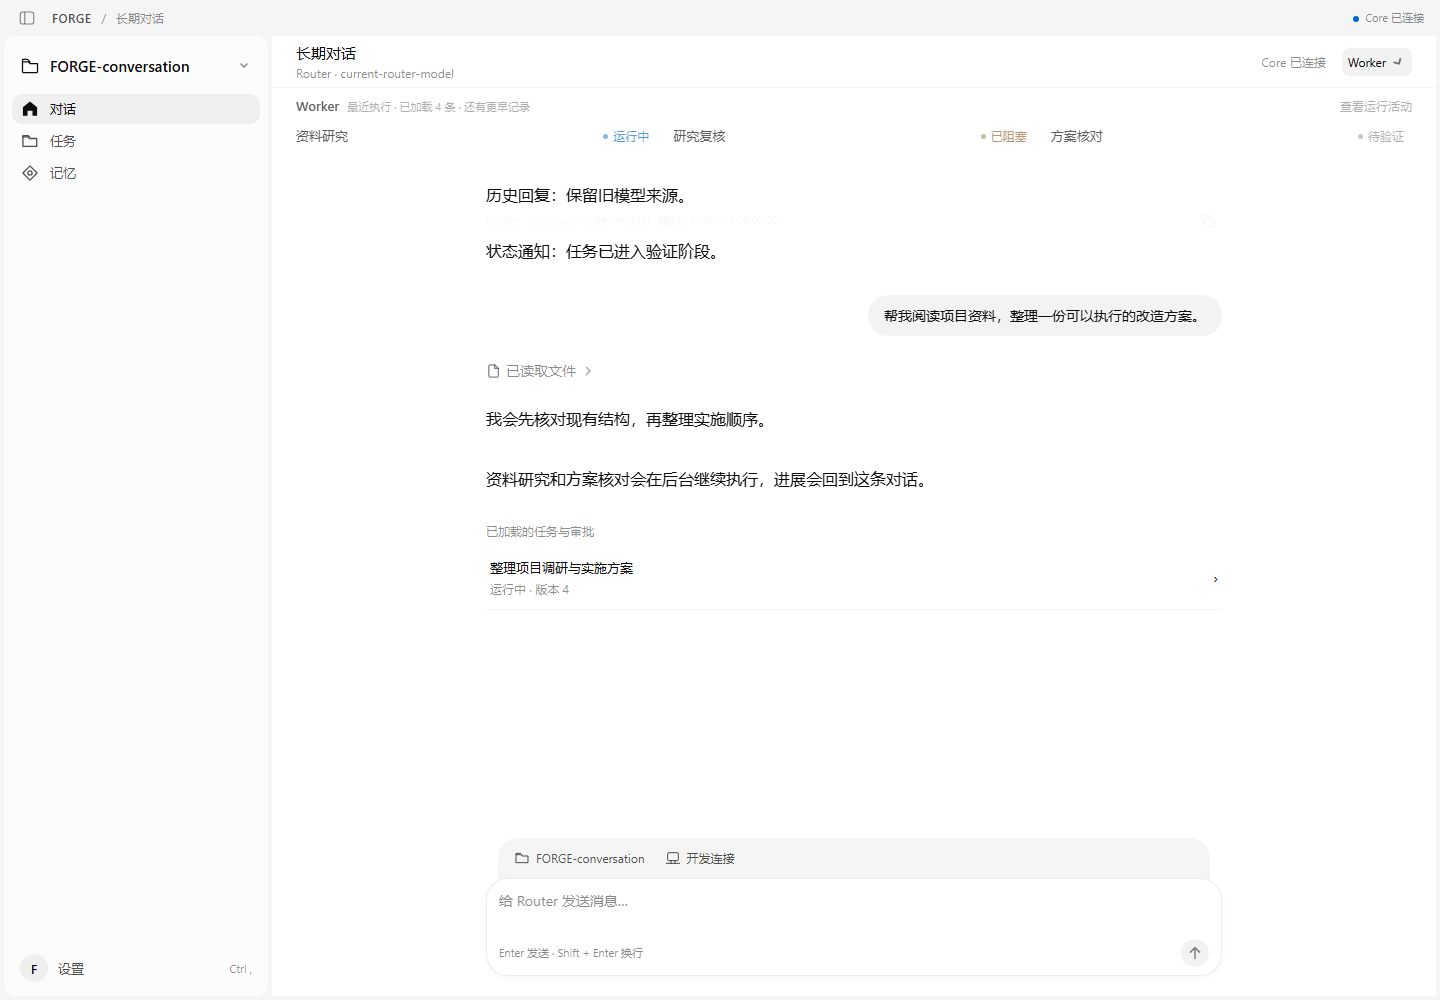 FORGE / 长期对话
Core 已连接
FORGE-conversation
对话
任务
记忆
F 设置 Ctrl ,
长期对话
Router · current-router-model
Core 已连接
Worker
Worker 最近执行 · 已加载 4 条 · 还有更早记录
查看运行活动
资料研究 运行中
研究复核 已阻塞
方案核对 待验证
历史回复：保留旧模型来源。
状态通知：任务已进入验证阶段。
帮我阅读项目资料，整理一份可以执行的改造方案。
已读取文件
我会先核对现有结构，再整理实施顺序。
资料研究和方案核对会在后台继续执行，进展会回到这条对话。
已加载的任务与审批
整理项目调研与实施方案
运行中 · 版本 4
FORGE-conversation 开发连接
给 Router 发送消息...
Enter 发送 · Shift + Enter 换行